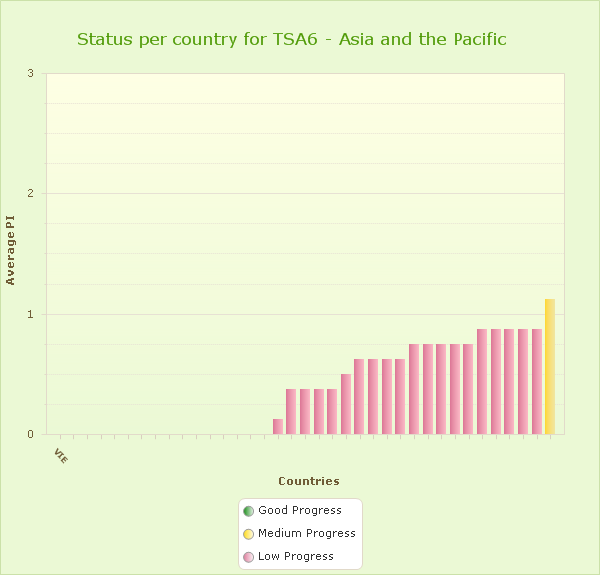 Status per country for TSA6 - Asia and the Pacific
3
2
1
0
Average PI
VIE
Countries
Good Progress
Medium Progress
Low Progress